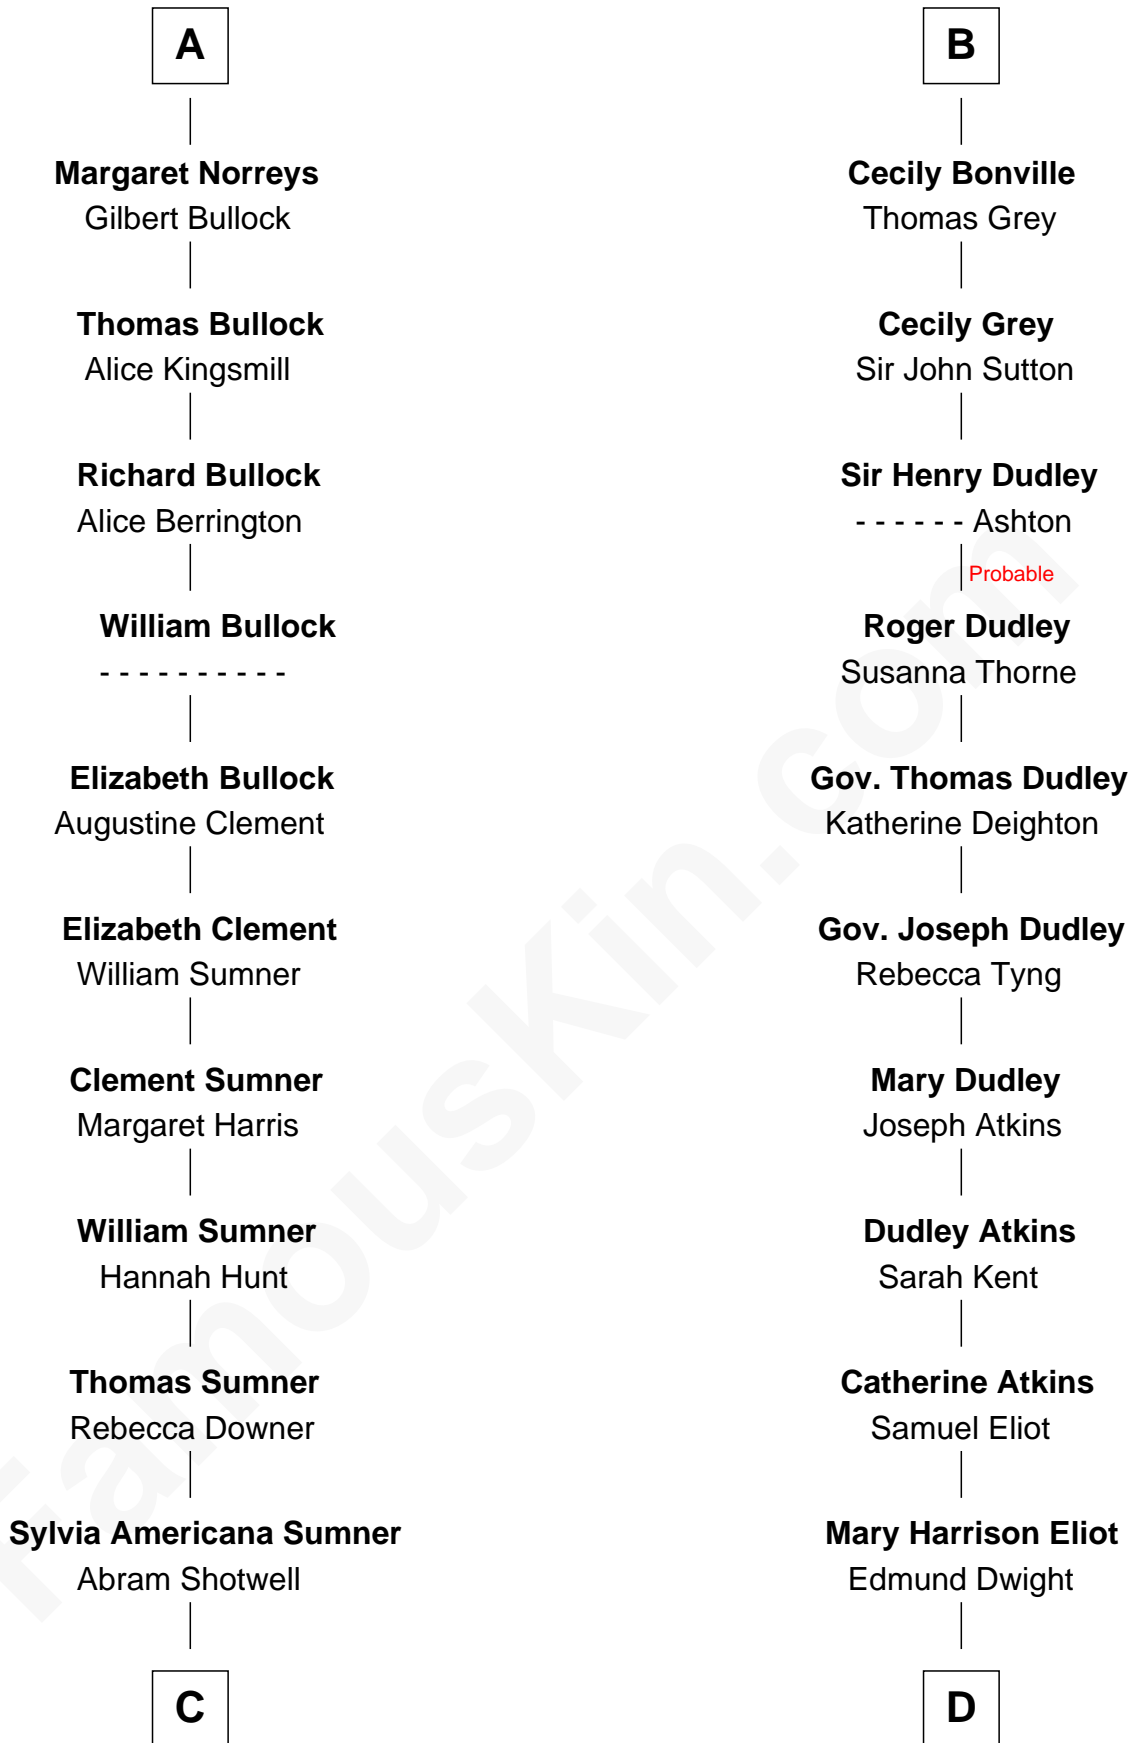 A
Margaret Norreys
Gilbert Bullock
Thomas Bullock
Alice Kingsmill
Richard Bullock
Alice Berrington
William Bullock
- - - - - - - - - -
Elizabeth Bullock
Augustine Clement
Elizabeth Clement
William Sumner
Clement Sumner
Margaret Harris
William Sumner
Hannah Hunt
Thomas Sumner
Rebecca Downer
Sylvia Americana Sumner
Abram Shotwell
C
B
Cecily Bonville
Thomas Grey
Cecily Grey
Sir John Sutton
Sir Henry Dudley
- - - - - - Ashton
Probable
Roger Dudley
Susanna Thorne
Gov. Thomas Dudley
Katherine Deighton
Gov. Joseph Dudley
Rebecca Tyng
Mary Dudley
Joseph Atkins
Dudley Atkins
Sarah Kent
Catherine Atkins
Samuel Eliot
Mary Harrison Eliot
Edmund Dwight
D
FamousKin.com